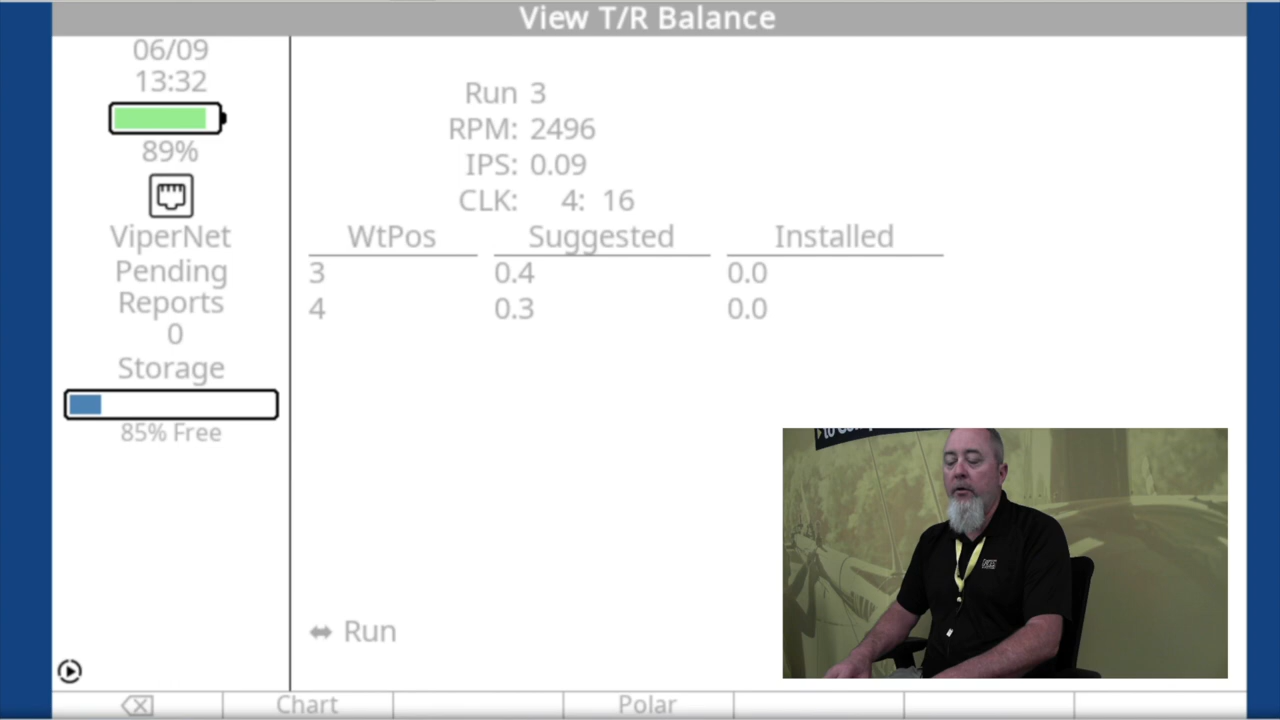 View T/R Balance
06/09
13:32
89%
ViperNet
Pending
Reports
0
Storage
85% Free
Run 3
RPM: 2496
IPS: 0.09
CLK: 4: 16
WtPos Suggested Installed
3 0.4 0.0
4 0.3 0.0
Run
Chart Polar